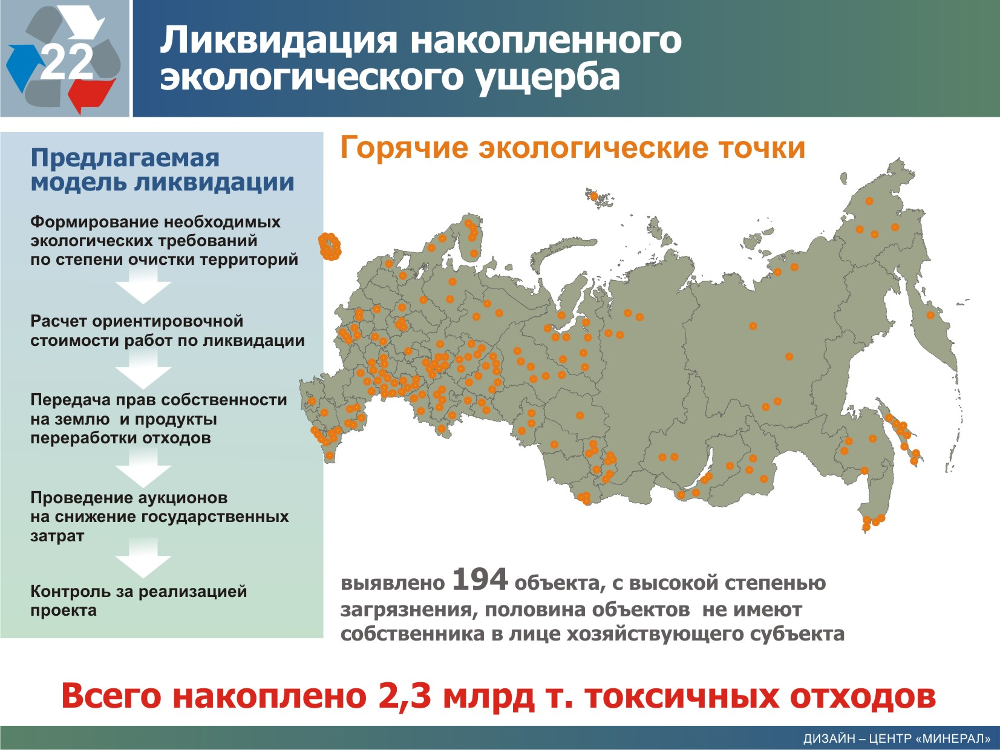 22
Ликвидация накопленного
экологического ущерба
Предлагаемая
модель ликвидации
Формирование необходимых
экологических требований
по степени очистки территорий
Расчет ориентировочной
стоимости работ по ликвидации
Передача прав собственности
на землю и продукты
переработки отходов
Проведение аукционов
на снижение государственных
затрат
Контроль за реализацией
проекта
Горячие экологические точки
выявлено 194 объекта, с высокой степенью
загрязнения, половина объектов не имеют
собственника в лице хозяйствующего субъекта
Всего накоплено 2,3 млрд т. токсичных отходов
ДИЗАЙН – ЦЕНТР «МИНЕРАЛ»